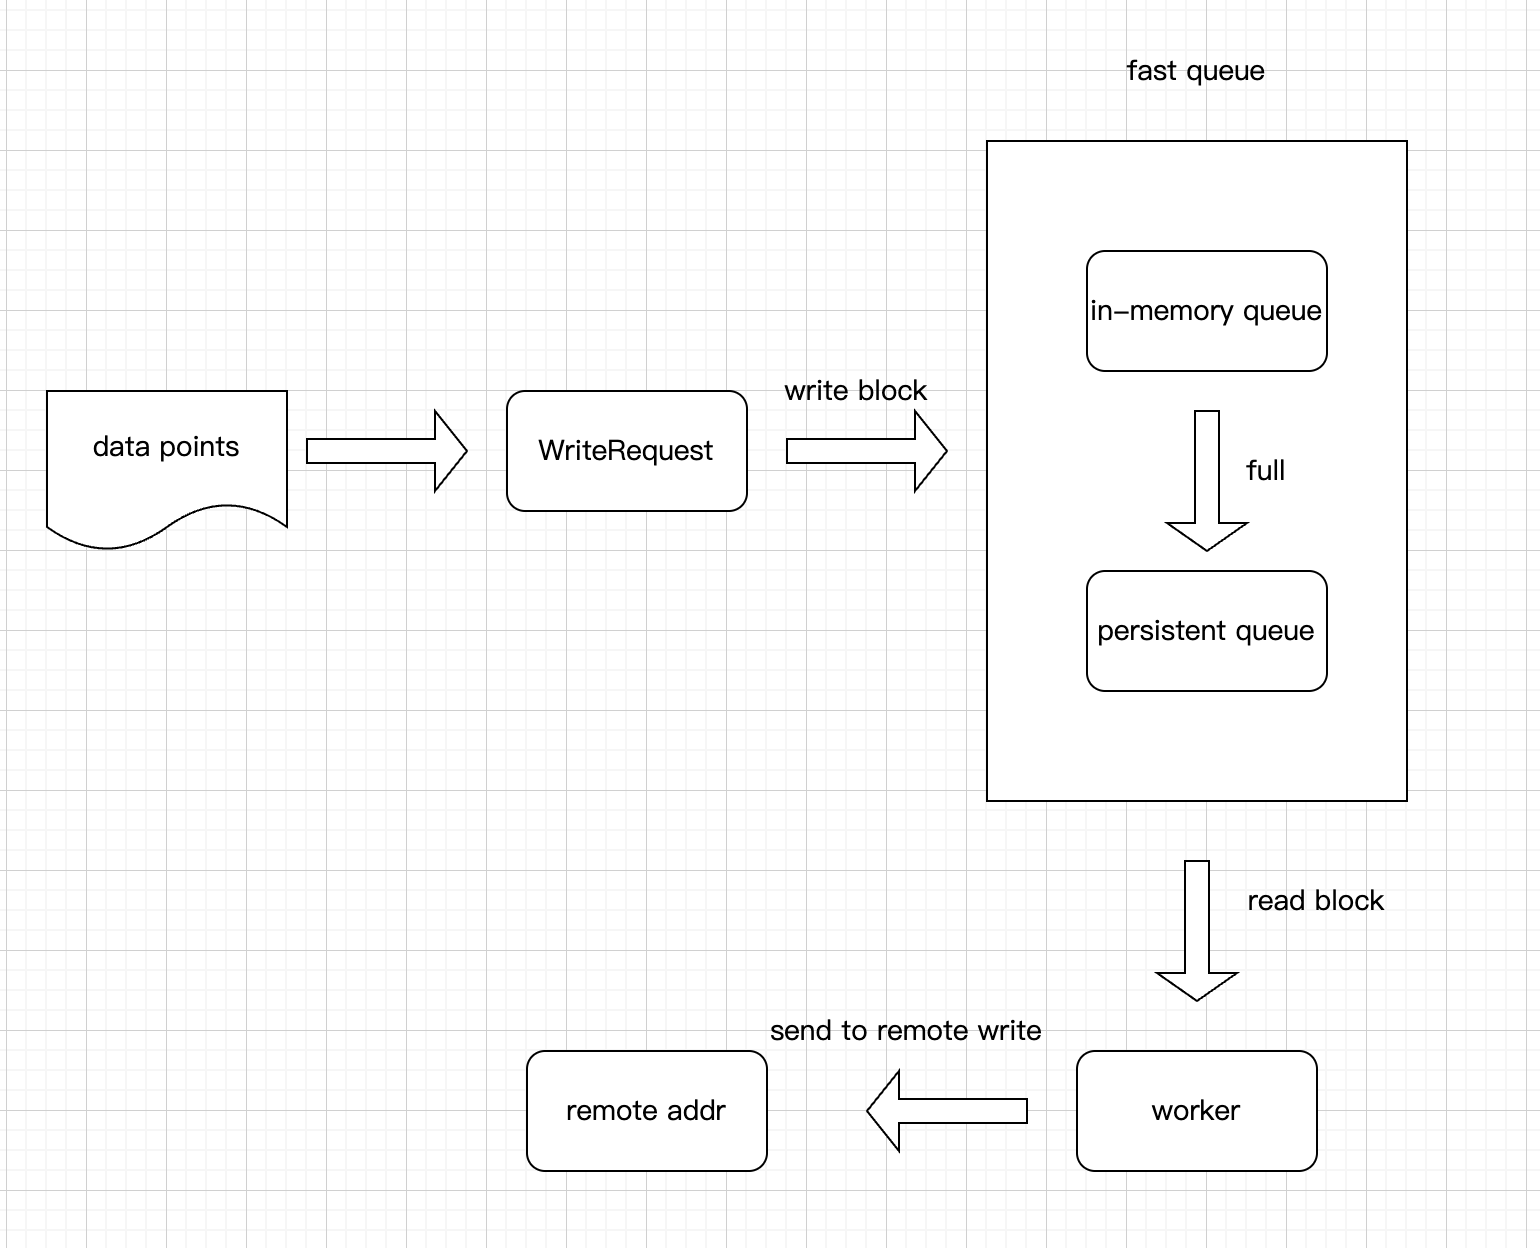 fast queue
in-memory queue
write block
data points
WriteRequest
full
persistent queue
read block
send to remote write
remote addr
worker